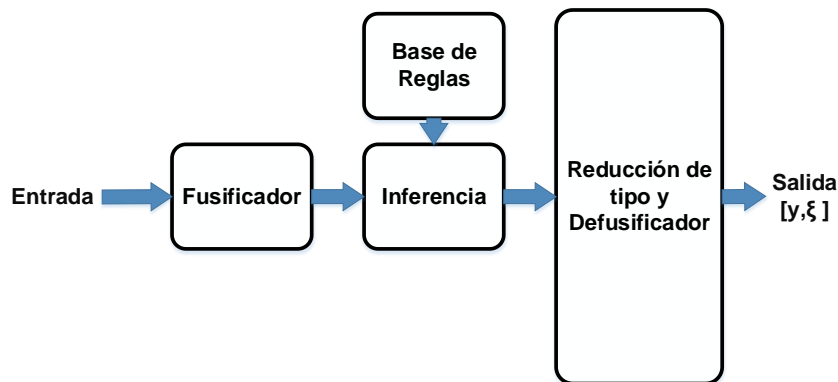 Base de
Reglas
Entrada
Fusificador
Inferencia
Reducción de
tipo y
Defusificador
Salida
[y,ξ ]